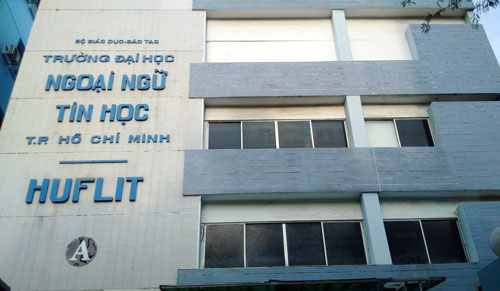 BỘ GIÁO DỤC-ĐÀO TẠO
TRƯỜNG ĐẠI HỌC
NGOẠI NGỮ
TIN HỌC
T.P. HỒ CHÍ MINH
HUFLIT
A